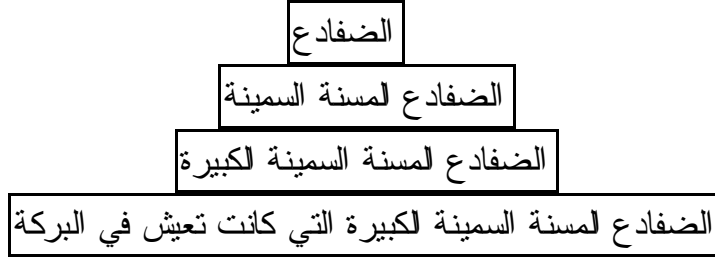 الضفادع
الضفادع المسنة السمينة
الضفادع المسنة السمينة الكبيرة
الضفادع المسنة السمينة الكبيرة التي كانت تعيش في البركة